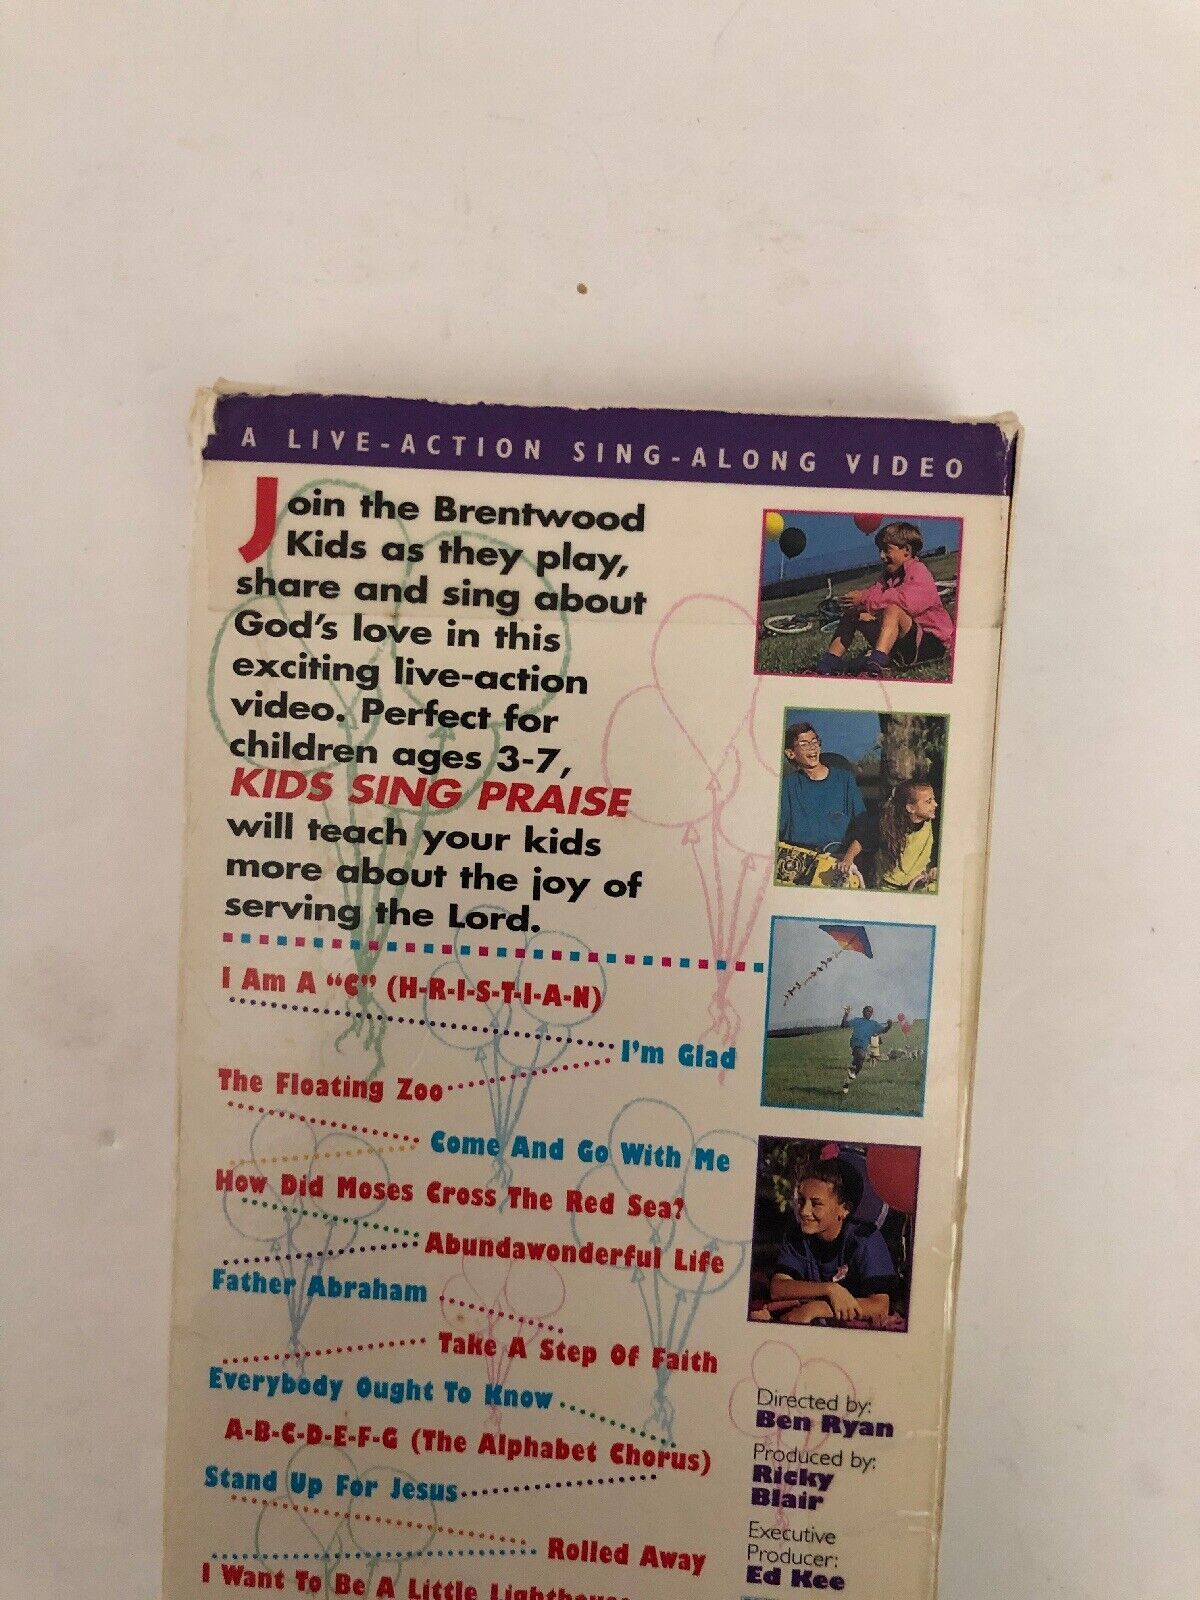 A LIVE-ACTION SING-ALONG VIDEO
Join the Brentwood
Kids as they play,
share and sing about
God's love in this
exciting live-action
video. Perfect for
children ages 3-7,
KIDS SING PRAISE
will teach your kids
more about the joy of
serving the Lord.
I Am A "C" (H-R-I-S-T-I-A-N)
I'm Glad
The Floating Zoo
Come And Go With Me
How Did Moses Cross The Red Sea?
Abundawonderful Life
Father Abraham
Take A Step Of Faith
Everybody Ought To Know
A-B-C-D-E-F-G (The Alphabet Chorus)
Stand Up For Jesus
Rolled Away
I Want To Be A Little
Directed by:
Ben Ryan
Produced by:
Ricky
Blair
Executive
Producer:
Ed Kee